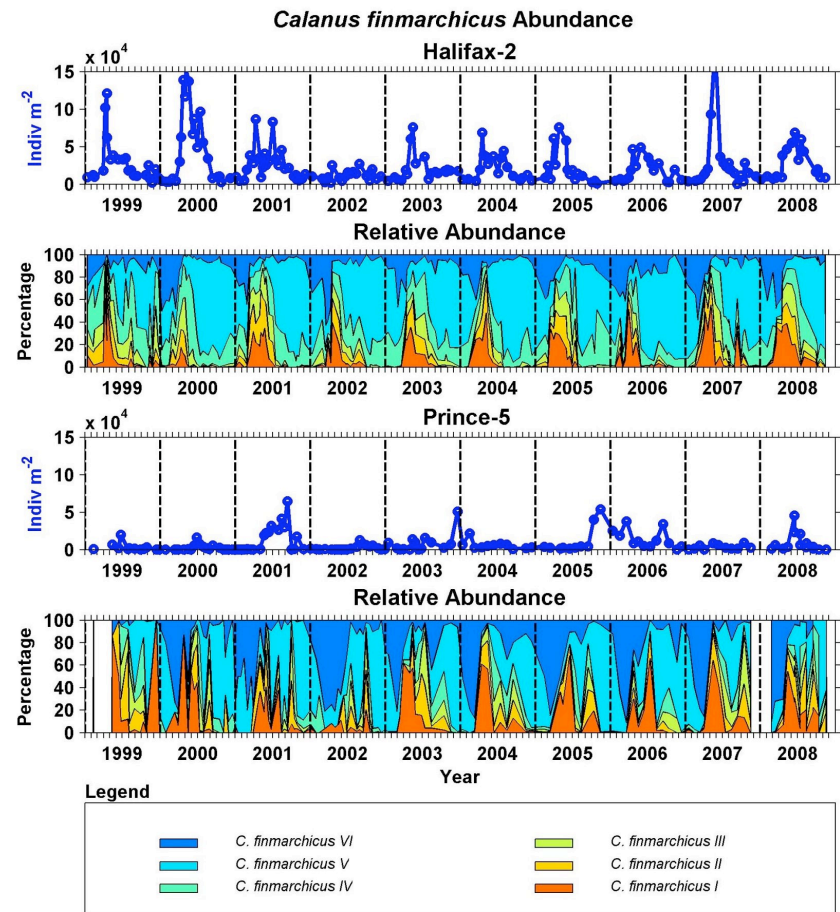 Calanus finmarchicus Abundance
Halifax-2
x 10⁴
15
10
5
0
Indiv m⁻²
1999 2000 2001 2002 2003 2004 2005 2006 2007 2008
Relative Abundance
100
80
60
40
20
0
Percentage
1999 2000 2001 2002 2003 2004 2005 2006 2007 2008
Prince-5
x 10⁴
15
10
5
0
Indiv m⁻²
1999 2000 2001 2002 2003 2004 2005 2006 2007 2008
Relative Abundance
100
80
60
40
20
0
Percentage
1999 2000 2001 2002 2003 2004 2005 2006 2007 2008
Year
Legend
C. finmarchicus VI C. finmarchicus III
C. finmarchicus V C. finmarchicus II
C. finmarchicus IV C. finmarchicus I